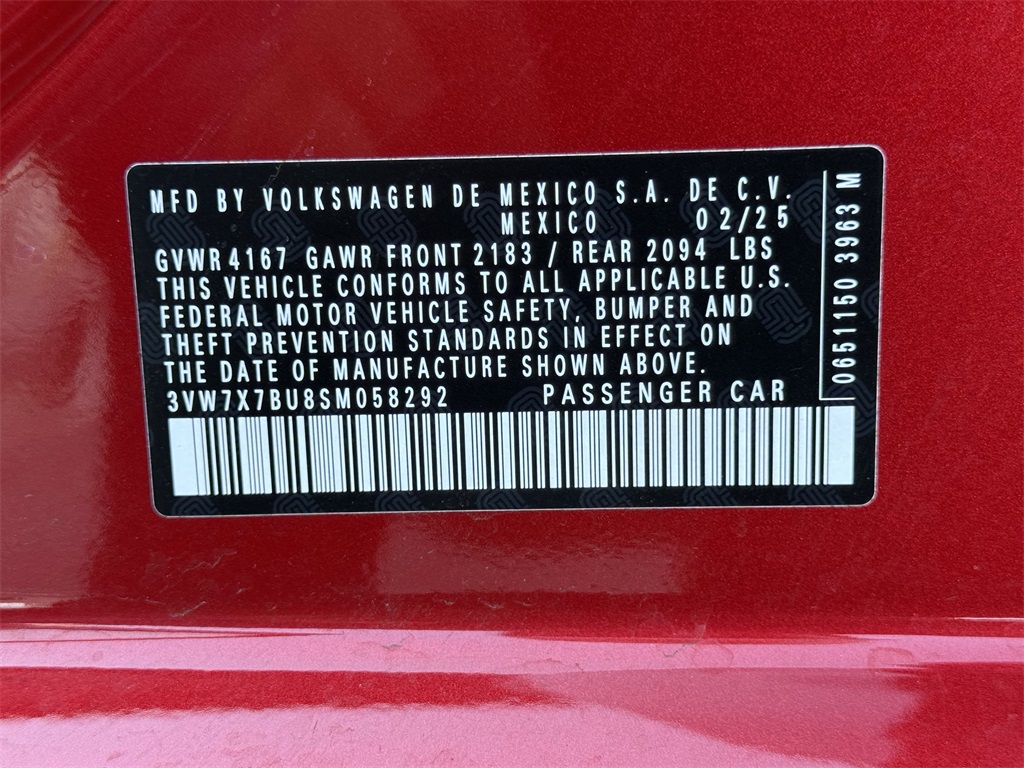 MFD BY VOLKSWAGEN DE MEXICO S.A. DE C.V.
MEXICO 02/25
GVWR 4167 GAWR FRONT 2183 / REAR 2094 LBS
THIS VEHICLE CONFORMS TO ALL APPLICABLE U.S.
FEDERAL MOTOR VEHICLE SAFETY, BUMPER AND
THEFT PREVENTION STANDARDS IN EFFECT ON
THE DATE OF MANUFACTURE SHOWN ABOVE.
3VW7X7BU8SM058292 PASSENGER CAR
0651150 3963 M